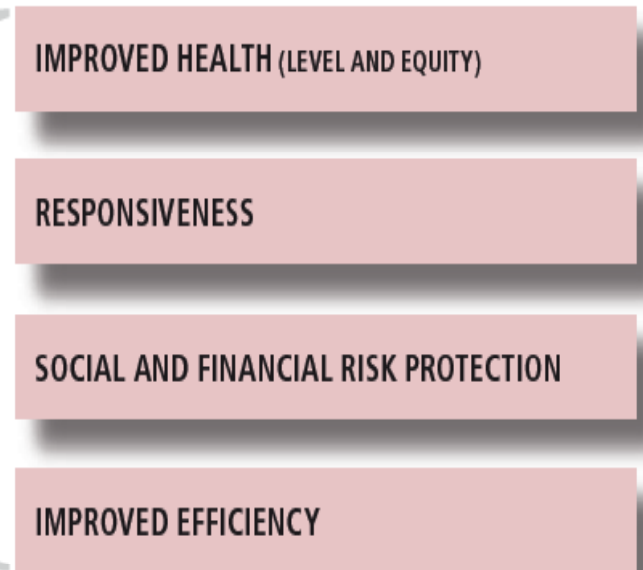 IMPROVED HEALTH (LEVEL AND EQUITY)
RESPONSIVENESS
SOCIAL AND FINANCIAL RISK PROTECTION
IMPROVED EFFICIENCY